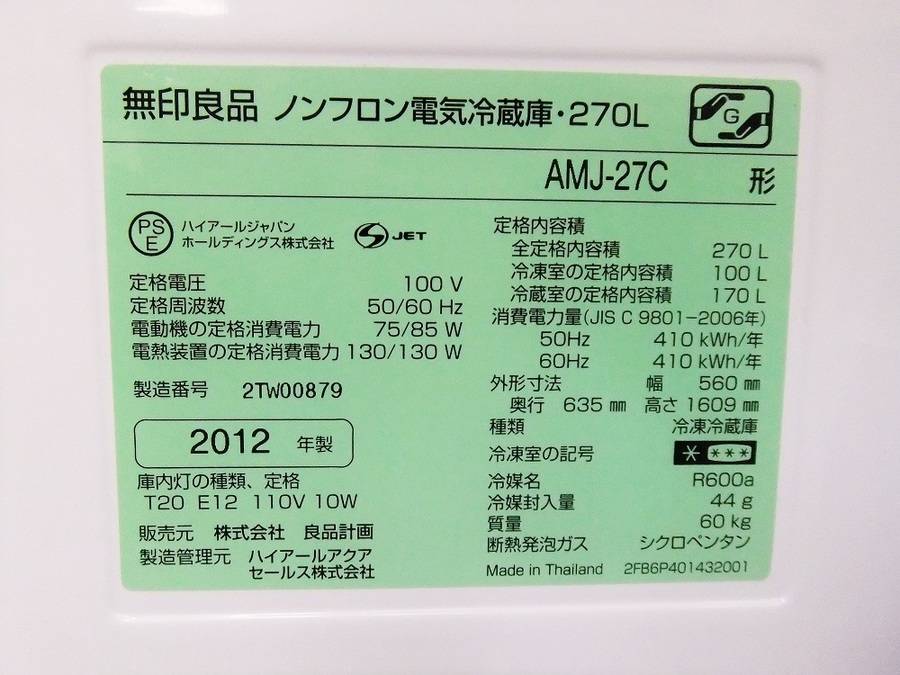 無印良品 ノンフロン電気冷蔵庫・270L
G
AMJ-27C 形
PS
E
ハイアールジャパン
ホールディングス株式会社
S JET
定格電圧 100 V
定格周波数 50/60 Hz
電動機の定格消費電力 75/85 W
電熱装置の定格消費電力 130/130 W
製造番号 2TW00879
2012 年製
庫内灯の種類、定格
T20 E12 110V 10W
販売元 株式会社 良品計画
製造管理元 ハイアールアクア
セールス株式会社
定格内容積
全定格内容積 270 L
冷凍室の定格内容積 100 L
冷蔵室の定格内容積 170 L
消費電力量(JIS C 9801-2006年)
50Hz 410 kWh/年
60Hz 410 kWh/年
外形寸法 幅 560 mm
奥行 635 mm 高さ 1609 mm
種類 冷凍冷蔵庫
冷凍室の記号 * ***
冷媒名 R600a
冷媒封入量 44 g
質量 60 kg
断熱発泡ガス シクロペンタン
Made in Thailand 2FB6P401432001